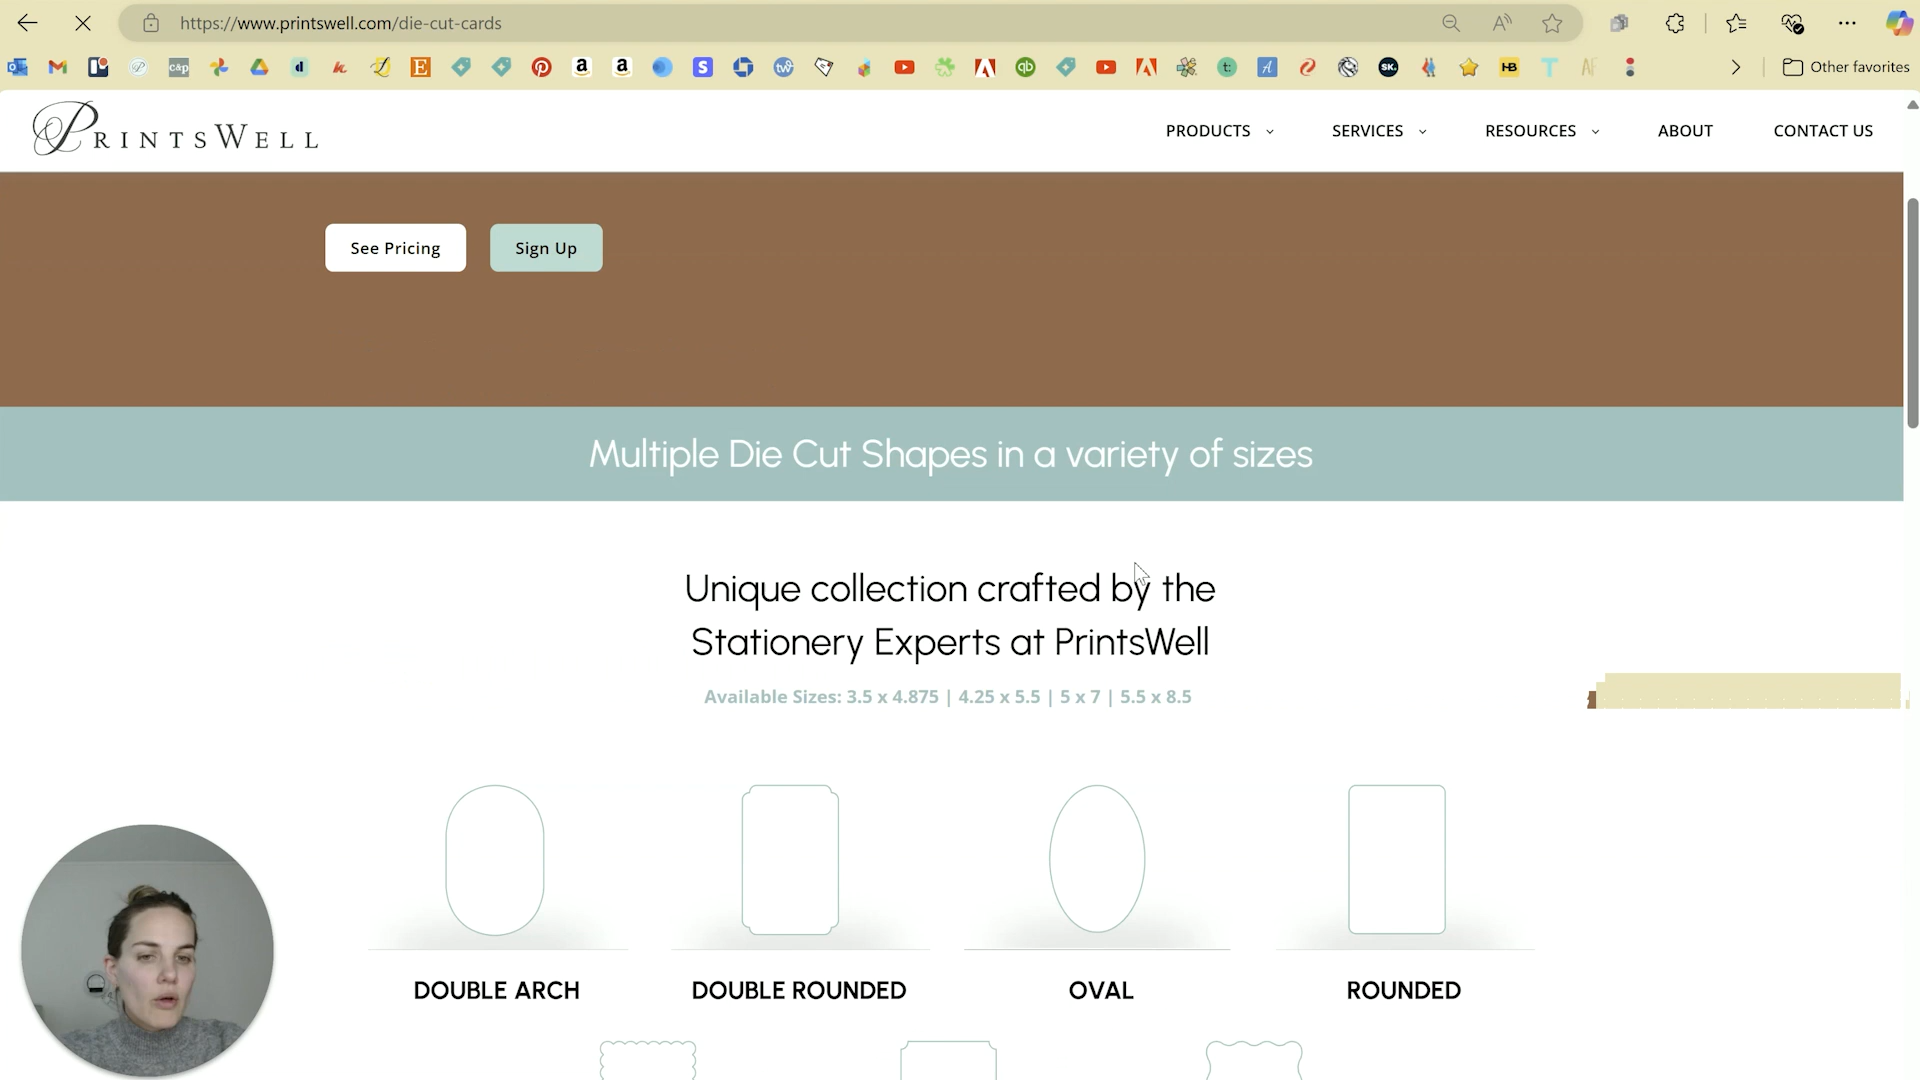 https://www.printswell.com/die-cut-cards
Other favorites
PRINTSWELL
PRODUCTS
SERVICES
RESOURCES
ABOUT
CONTACT US
See Pricing
Sign Up
Multiple Die Cut Shapes in a variety of sizes
Unique collection crafted by the
Stationery Experts at PrintsWell
Available Sizes: 3.5 x 4.875 | 4.25 x 5.5 | 5 x 7 | 5.5 x 8.5
DOUBLE ARCH
DOUBLE ROUNDED
OVAL
ROUNDED